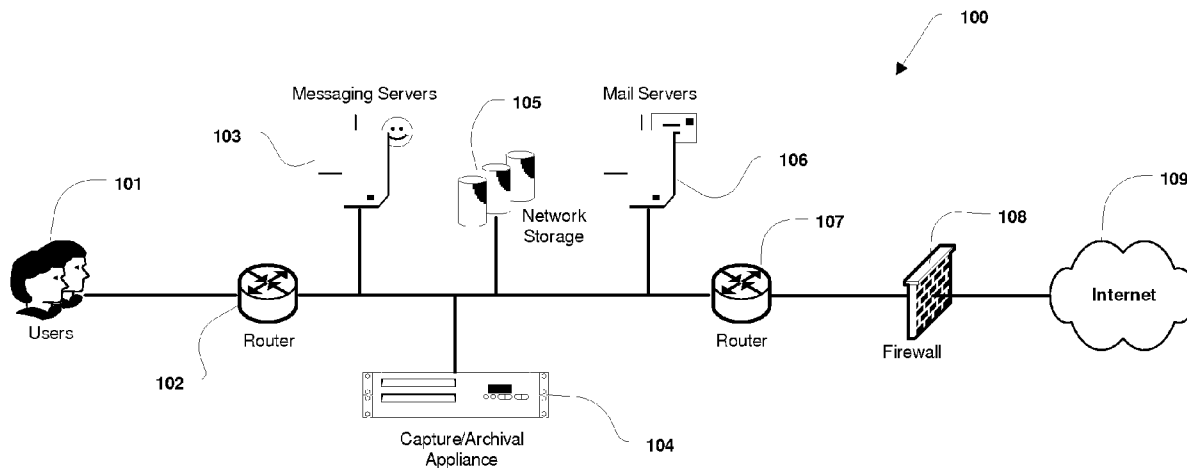 100
Messaging Servers
105
Mail Servers
103
106
101
109
Network
Storage
107
108
Internet
Users
Router
Router
Firewall
102
Capture/Archival
Appliance
104